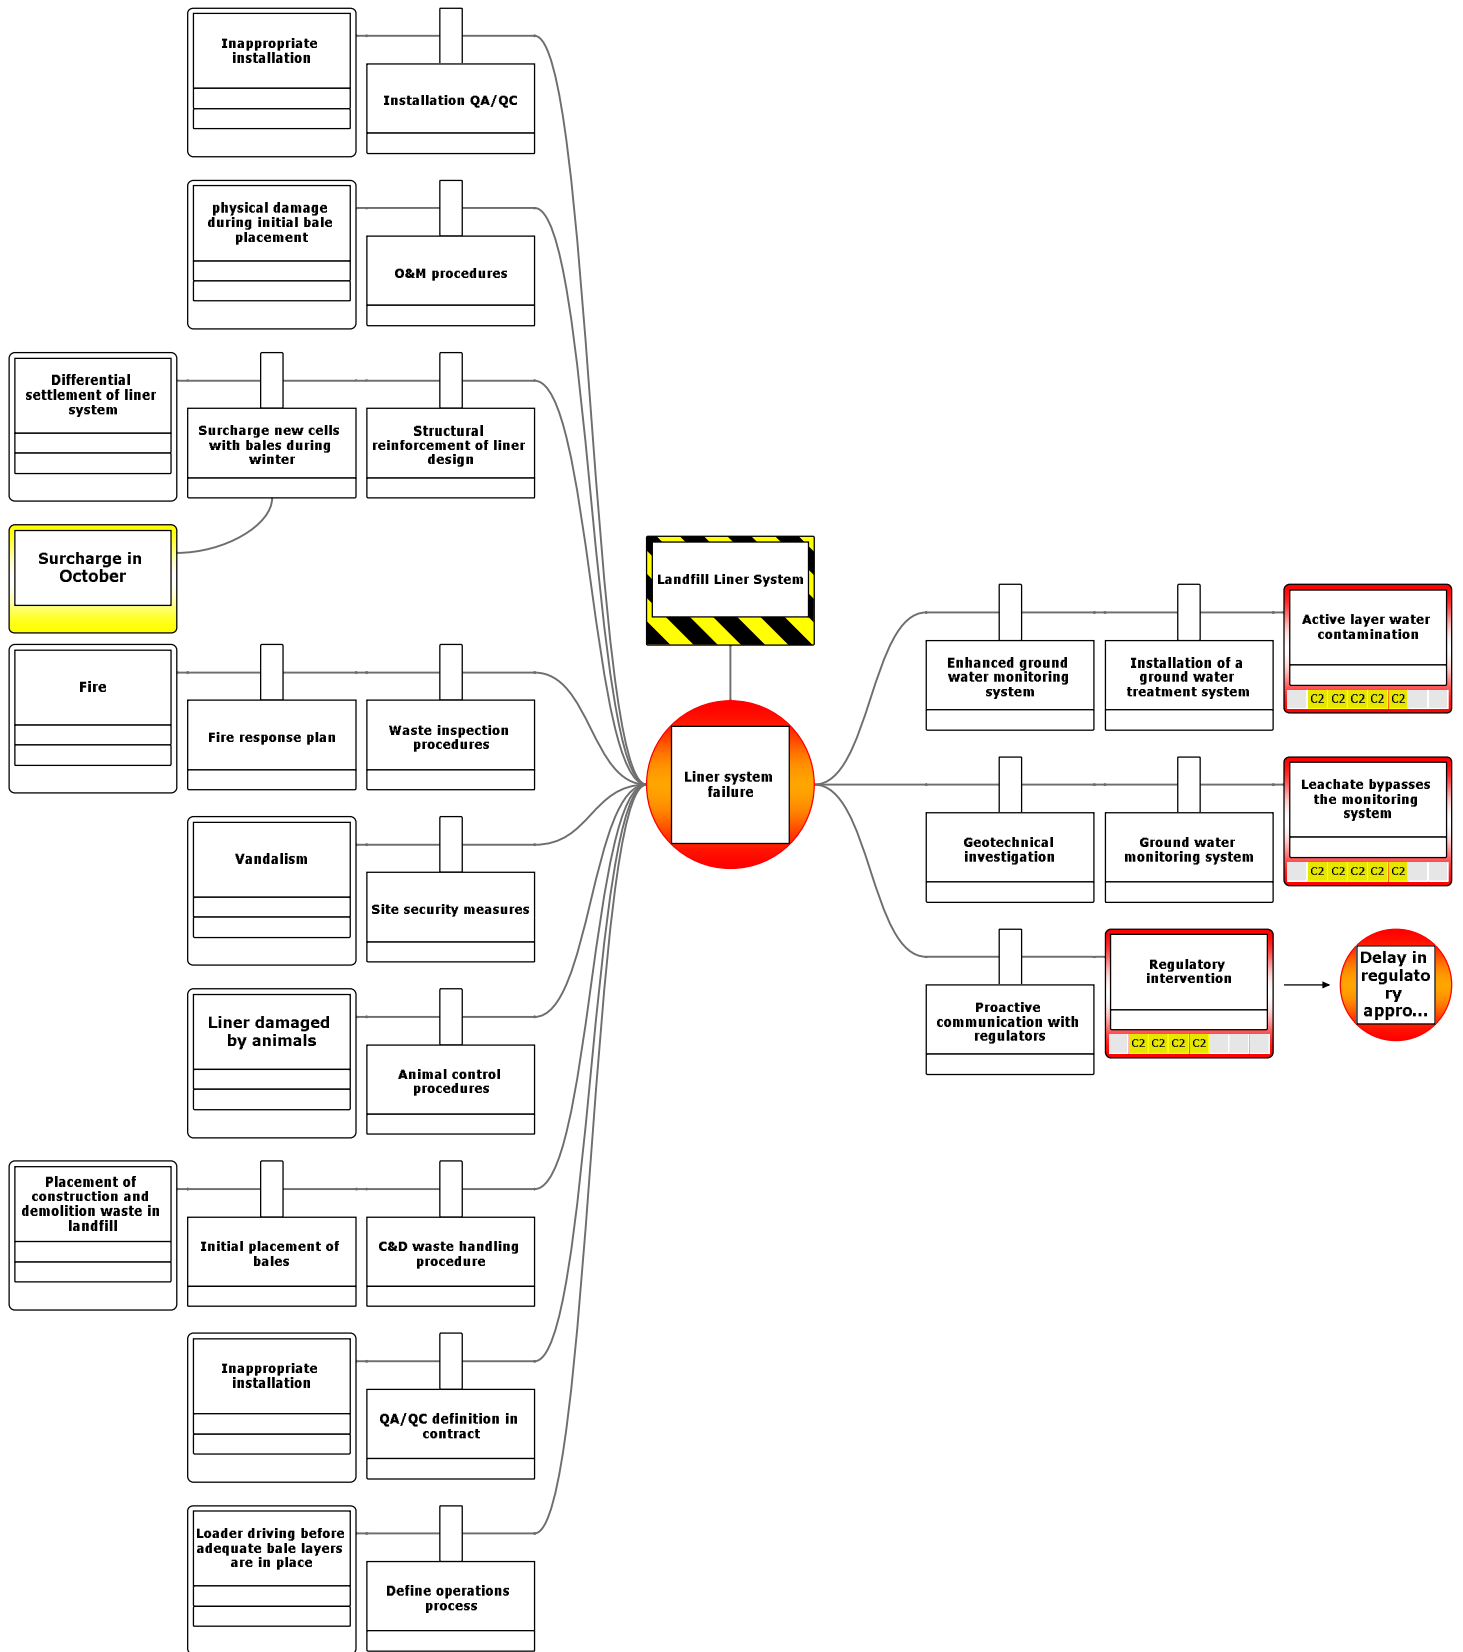 Inappropriate
installation
Installation QA/QC
physical damage
during initial bale
placement
O&M procedures
Differential
settlement of liner
system
Surcharge new cells
with bales during
winter
Structural
reinforcement of liner
design
Surcharge in
October
Fire
Fire response plan
Waste inspection
procedures
Vandalism
Site security measures
Liner damaged
by animals
Animal control
procedures
Placement of
construction and
demolition waste in
landfill
Initial placement of
bales
C&D waste handling
procedure
Inappropriate
installation
QA/QC definition in
contract
Loader driving before
adequate bale layers
are in place
Define operations
process
Landfill Liner System
Liner system
failure
Enhanced ground
water monitoring
system
Installation of a
ground water
treatment system
Active layer water
contamination
C2 C2 C2 C2 C2
Geotechnical
investigation
Ground water
monitoring system
Leachate bypasses
the monitoring
system
C2 C2 C2 C2 C2
Proactive
communication with
regulators
Regulatory
intervention
C2 C2 C2 C2
Delay in
regulato
ry
appro...